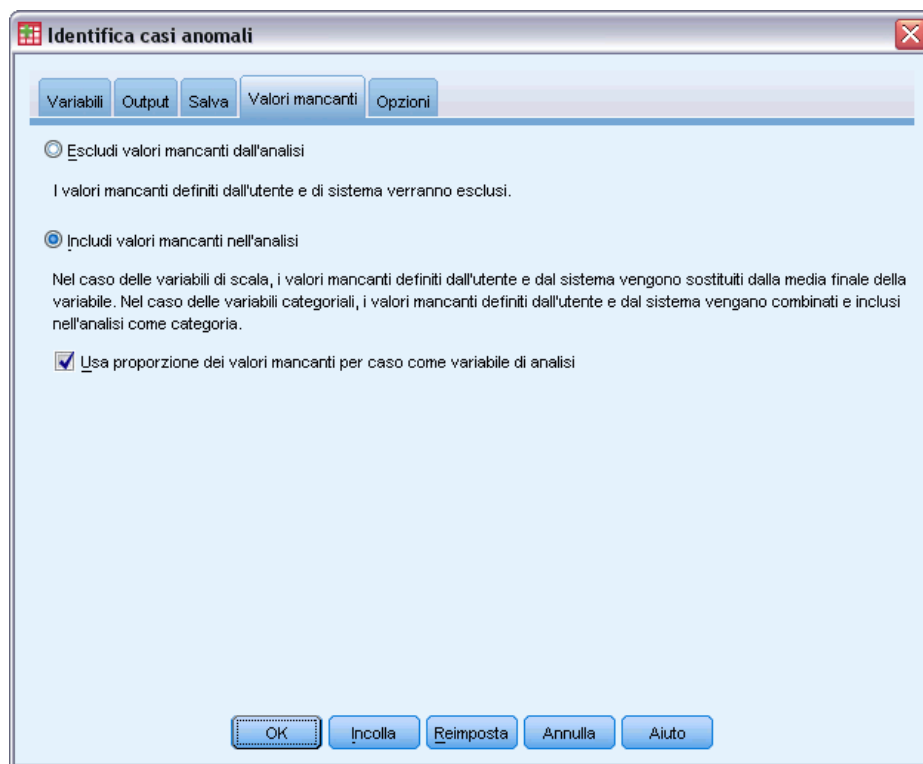 Identifica casi anomali
Variabili Output Salva Valori mancanti Opzioni
Escludi valori mancanti dall'analisi
I valori mancanti definiti dall'utente e di sistema verranno esclusi.
Includi valori mancanti nell'analisi
Nel caso delle variabili di scala, i valori mancanti definiti dall'utente e dal sistema vengono sostituiti dalla media finale della
variabile. Nel caso delle variabili categoriali, i valori mancanti definiti dall'utente e dal sistema vengano combinati e inclusi
nell'analisi come categoria.
Usa proporzione dei valori mancanti per caso come variabile di analisi
OK Incolla Reimposta Annulla Aiuto